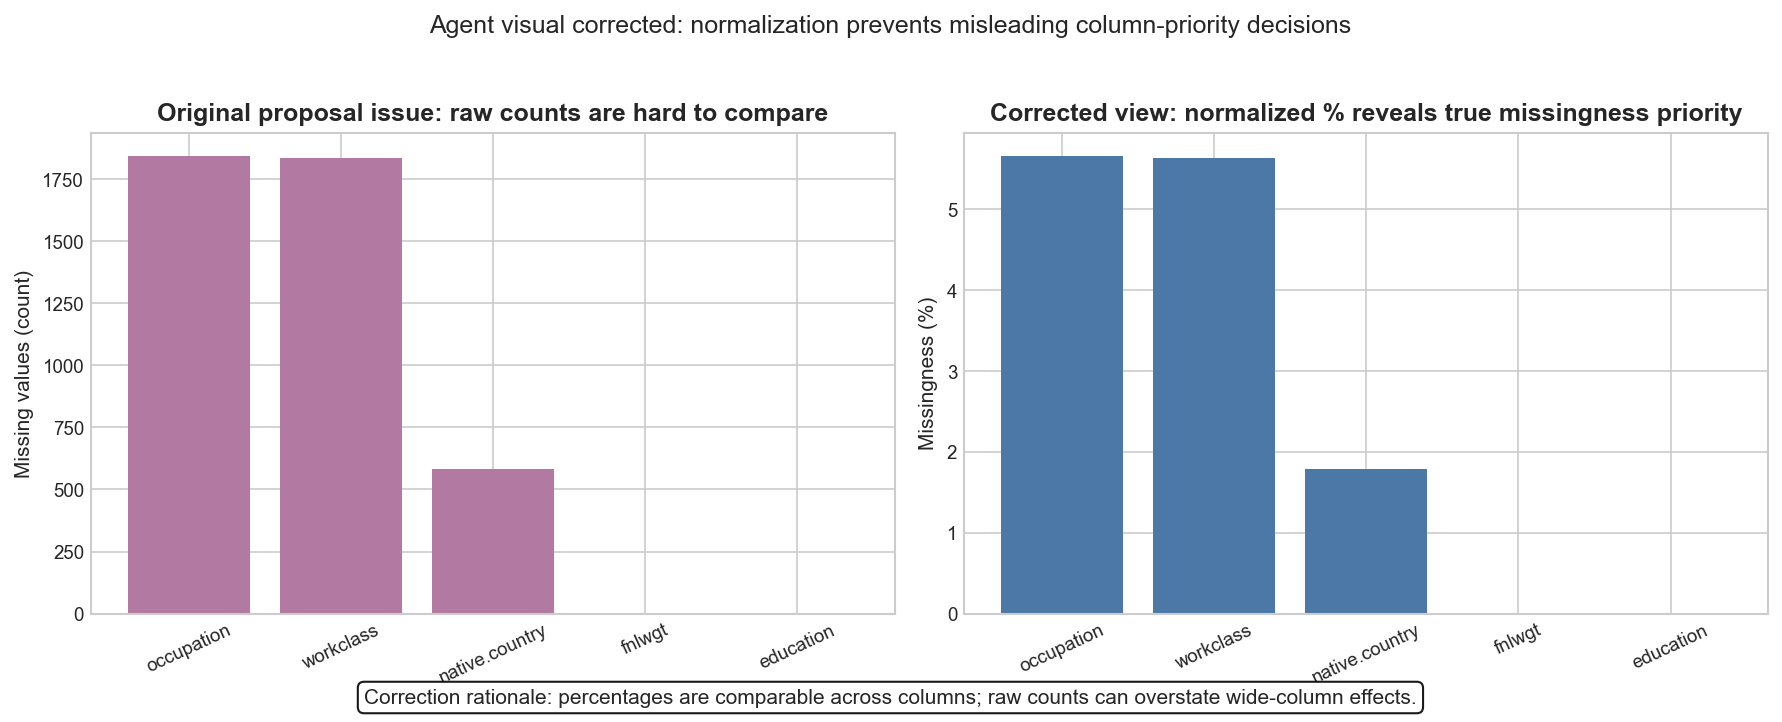 Agent visual corrected: normalization prevents misleading column-priority decisions
Original proposal issue: raw counts are hard to compare
Missing values (count)
1750
1500
1250
1000
750
500
250
0
occupation
workclass
native.country
fnlwgt
education
Corrected view: normalized % reveals true missingness priority
Missingness (%)
5
4
3
2
1
0
occupation
workclass
native.country
fnlwgt
education
Correction rationale: percentages are comparable across columns; raw counts can overstate wide-column effects.